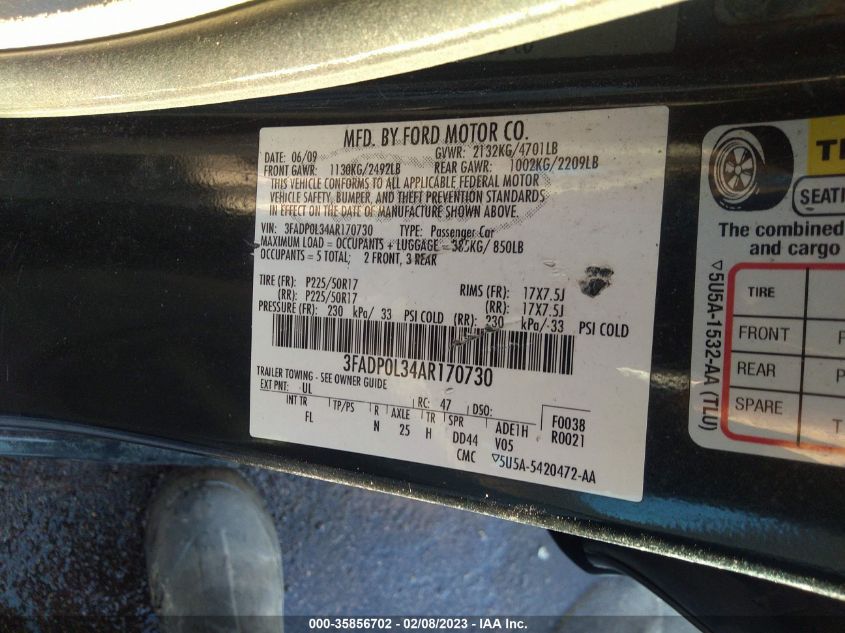 MFD. BY FORD MOTOR CO.
DATE: 06/09 GVWR: 2132KG/4701LB
FRONT GAWR: 1130KG/2492LB REAR GAWR: 1002KG/2209LB
THIS VEHICLE CONFORMS TO ALL APPLICABLE FEDERAL MOTOR
VEHICLE SAFETY, BUMPER, AND THEFT PREVENTION STANDARDS
IN EFFECT ON THE DATE OF MANUFACTURE SHOWN ABOVE.
VIN: 3FADP0L34AR170730 TYPE: Passenger Car
MAXIMUM LOAD = OCCUPANTS + LUGGAGE = 385KG/ 850LB
OCCUPANTS = 5 TOTAL; 2 FRONT, 3 REAR
TIRE (FR): P225/50R17 RIMS (FR): 17X7.5J
(RR): P225/50R17 (RR): 17X7.5J
PRESSURE (FR): 230 kPa/ 33 PSI COLD (RR): 230 kPa/ 33 PSI COLD
3FADP0L34AR170730
TRAILER TOWING - SEE OWNER GUIDE
EXT PNT: UL RC: 47 DSO: F0038
INT TR TP/PS R AXLE TR SPR ADE1H R0021
FL N 25 H DD44 V05
CMC ▽5U5A-5420472-AA
SEATI
The combined
and cargo
TIRE
FRONT
REAR
SPARE
▽5U5A-1532-AA (TLU)
000-35856702 - 02/08/2023 - IAA Inc.